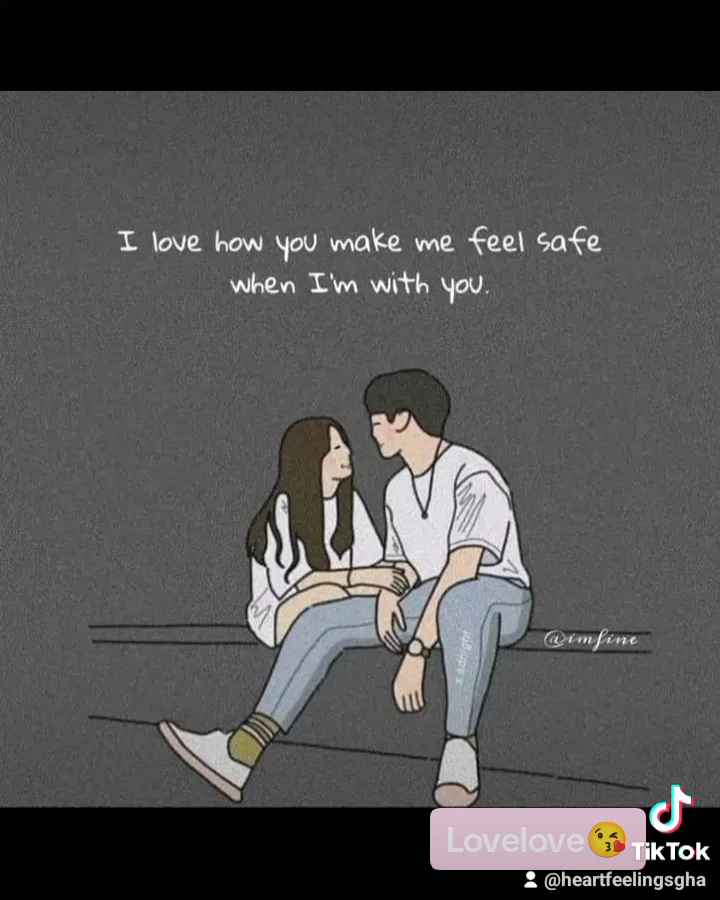 I love how you make me feel safe
when I'm with you.
@imfine
Lovelove😘
TikTok
@heartfeelingsgha